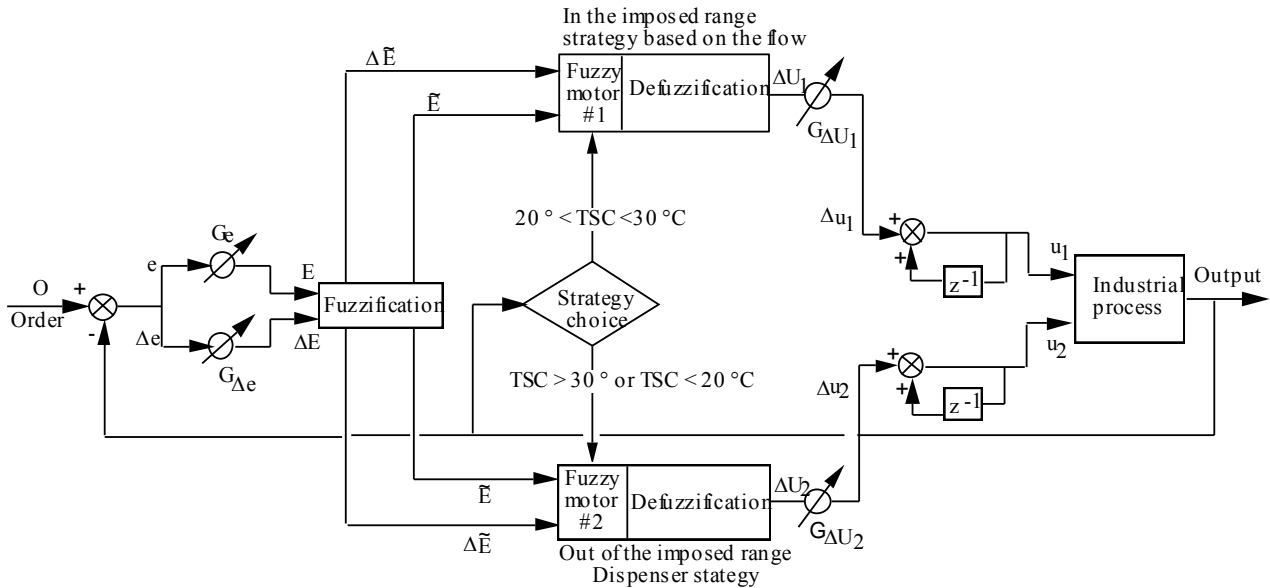 In the imposed range
strategy based on the flow
ΔẼ
Ẽ
Fuzzy
motor
#1
Defuzzification
ΔU1
GΔU1
20 ° < TSC <30 °C
Δu1
+
+
z -1
u1
Ge
e
E
O
+
Order
-
Δe
ΔE
GΔe
Fuzzification
Strategy
choice
Industrial
process
Output
TSC > 30 ° or TSC < 20 °C
u2
+
+
Δu2
z -1
Ẽ
ΔẼ
Fuzzy
motor
#2
Defuzzification
ΔU2
GΔU2
Out of the imposed range
Dispenser stategy